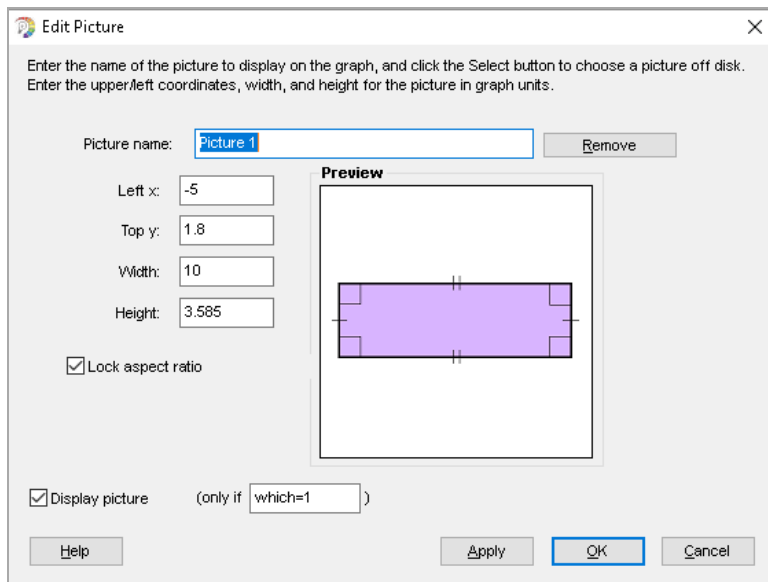 Edit Picture
Enter the name of the picture to display on the graph, and click the Select button to choose a picture off disk.
Enter the upper/left coordinates, width, and height for the picture in graph units.
Picture name: Picture 1 Remove
Preview
Left x: -5
Top y: 1.8
Width: 10
Height: 3.585
Lock aspect ratio
Display picture (only if which=1 )
Help Apply OK Cancel